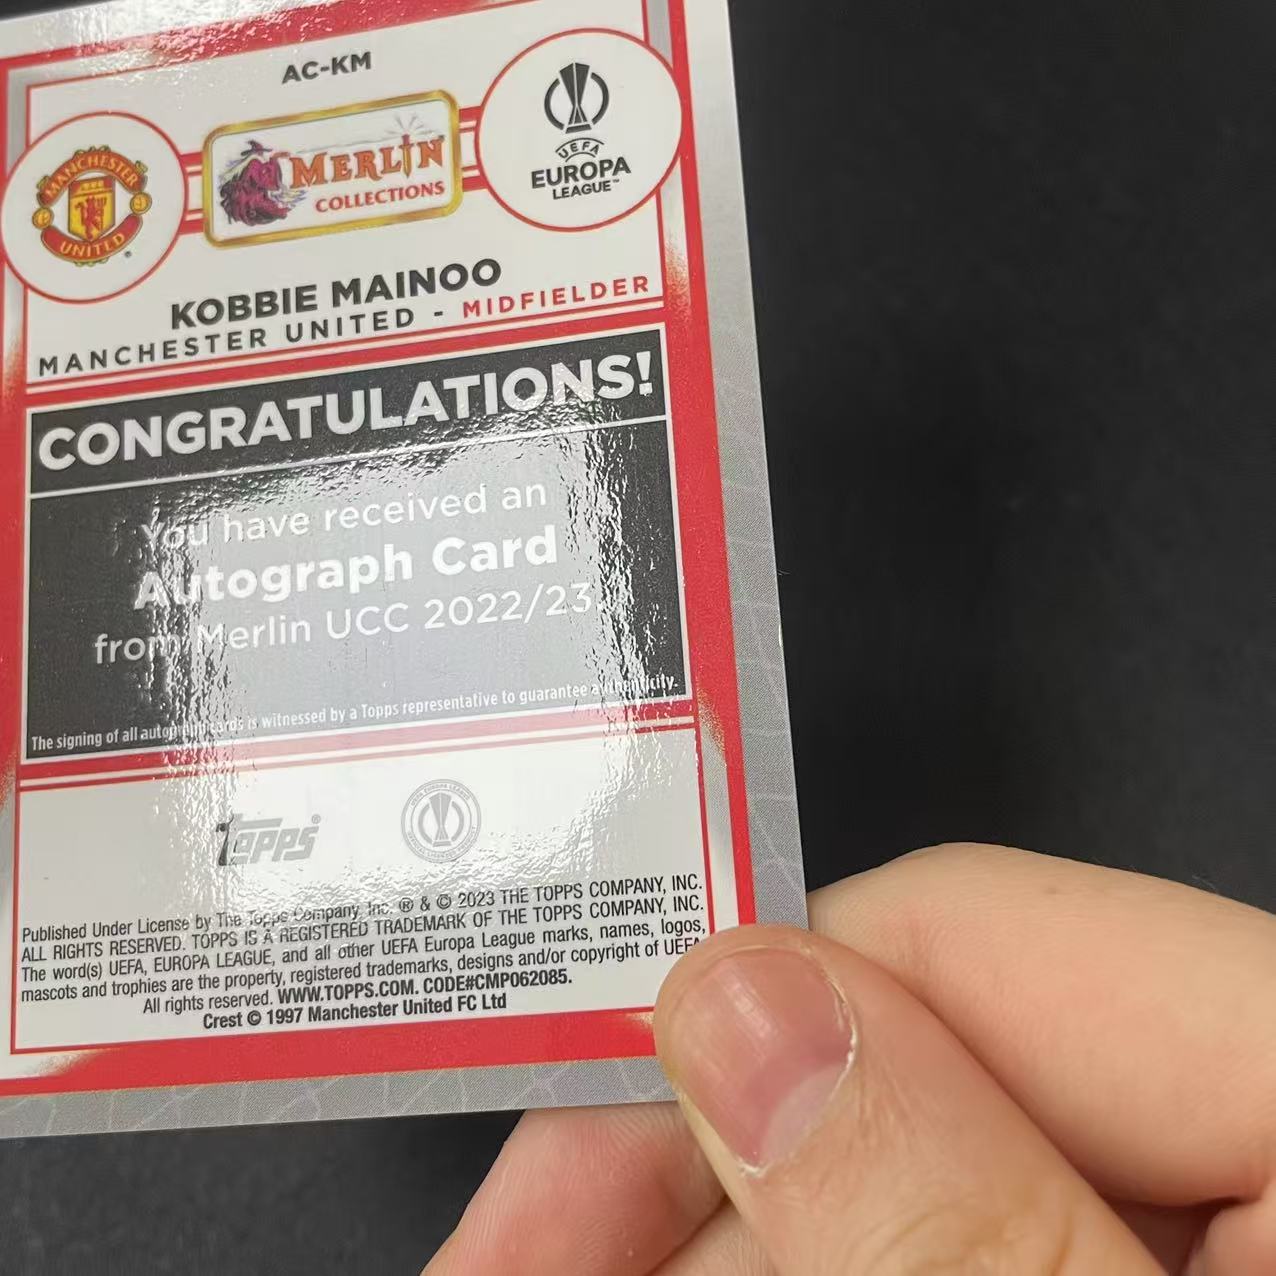 AC-KM
MANCHESTER
UNITED
MERLIN
COLLECTIONS
UEFA
EUROPA
LEAGUE™
KOBBIE MAINOO
MANCHESTER UNITED - MIDFIELDER
CONGRATULATIONS!
You have received an
Autograph Card
from Merlin UCC 2022/23.
The signing of all autograph cards is witnessed by a Topps representative to guarantee authenticity.
Topps®
Published Under License by The Topps Company, Inc. ® & © 2023 THE TOPPS COMPANY, INC.
ALL RIGHTS RESERVED. TOPPS IS A REGISTERED TRADEMARK OF THE TOPPS COMPANY, INC.
The word(s) UEFA, EUROPA LEAGUE, and all other UEFA Europa League marks, names, logos,
mascots and trophies are the property, registered trademarks, designs and/or copyright of UEFA
All rights reserved. WWW.TOPPS.COM. CODE#CMP062085.
Crest © 1997 Manchester United FC Ltd